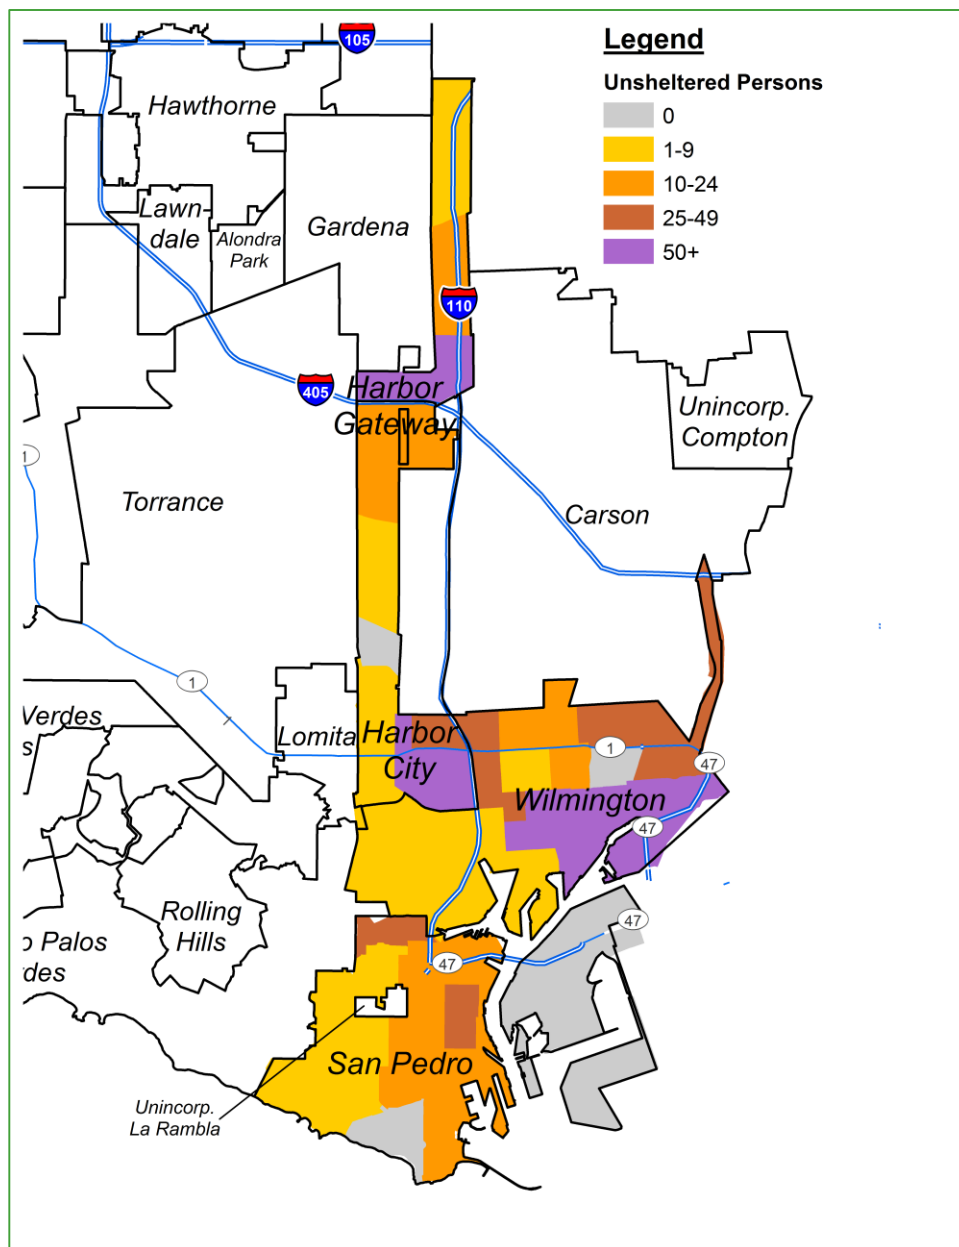 105
Legend
Unsheltered Persons
0
1-9
10-24
25-49
50+
Hawthorne
Lawn-
dale
Alondra
Park
Gardena
110
405
Harbor
Gateway
Unincorp.
Compton
1
Torrance
Carson
1
Verdes
s
Lomita
Harbor
City
1
47
Wilmington
47
Rolling
Hills
o Palos
des
47
47
San Pedro
Unincorp.
La Rambla